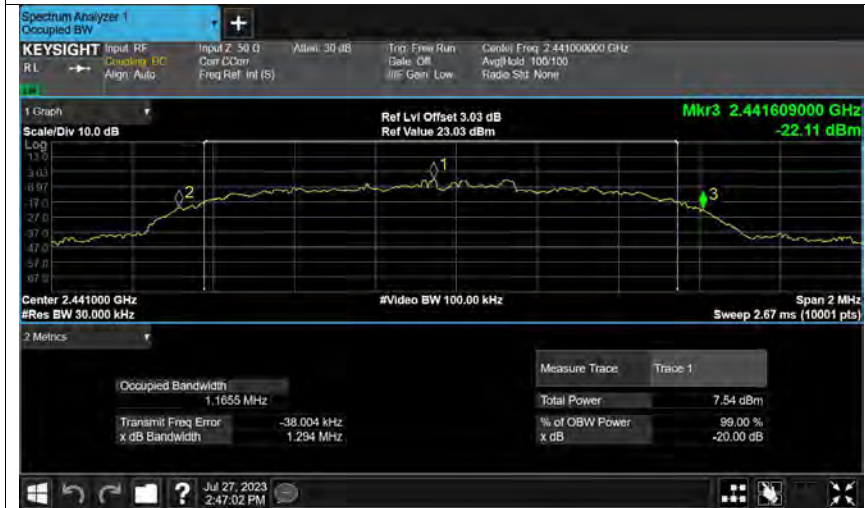 Spectrum Analyzer 1
Occupied BW
+
KEYSIGHT Input: RF Input Z: 50 Ω Atten: 30 dB Trig: Free Run Center Freq: 2.441000000 GHz
RL Coupling: DC Corr CCorr Gate: Off Avg|Hold: 100/100
Align: Auto Freq Ref: Int (S) #IF Gain: Low Radio Std: None
1 Graph Ref Lvl Offset 3.03 dB Mkr3 2.441609000 GHz
Scale/Div 10.0 dB Ref Value 23.03 dBm -22.11 dBm
Log
13.0
3.03
-6.97
-17.0
-27.0
-37.0
-47.0
-57.0
-67.0
1
2
3
Center 2.441000 GHz #Video BW 100.00 kHz Span 2 MHz
#Res BW 30.000 kHz Sweep 2.67 ms (10001 pts)
2 Metrics
Measure Trace Trace 1
Occupied Bandwidth
1.1655 MHz Total Power 7.54 dBm
Transmit Freq Error -38.004 kHz % of OBW Power 99.00 %
x dB Bandwidth 1.294 MHz x dB -20.00 dB
? Jul 27, 2023
2:47:02 PM